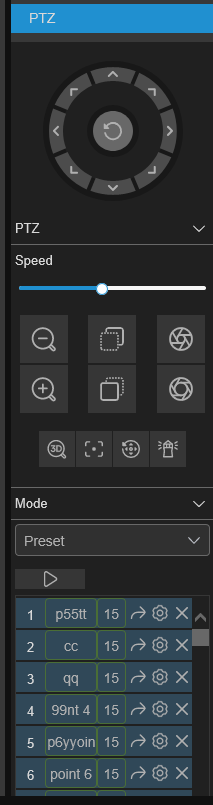 PTZ
PTZ
Speed
3D
Mode
Preset
1 p55tt 15
2 cc 15
3 qq 15
4 99nt 4 15
5 p6yyoin 15
6 point 6 15